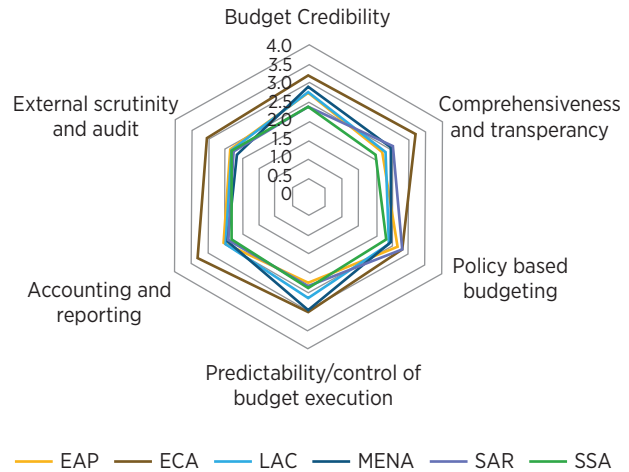 Budget Credibility
4.0
3.5
3.0
2.5
2.0
1.5
1.0
0.5
0
External scrutinity
and audit
Comprehensiveness
and transperancy
Policy based
budgeting
Accounting and
reporting
Predictability/control of
budget execution
EAP ECA LAC MENA SAR SSA